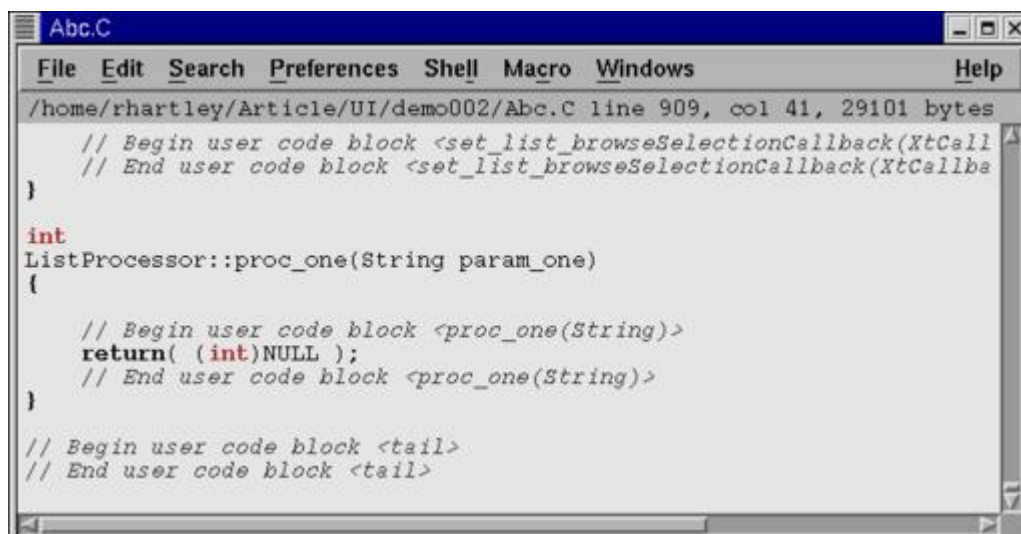 Abc.C
File Edit Search Preferences Shell Macro Windows Help
/home/rhartley/Article/UI/demo002/Abc.C line 909, col 41, 29101 bytes
// Begin user code block <set_list_browseSelectionCallback(XtCall
// End user code block <set_list_browseSelectionCallback(XtCallba
}
int
ListProcessor::proc_one(String param_one)
{
// Begin user code block <proc_one(String)>
return( (int)NULL );
// End user code block <proc_one(String)>
}
// Begin user code block <tail>
// End user code block <tail>